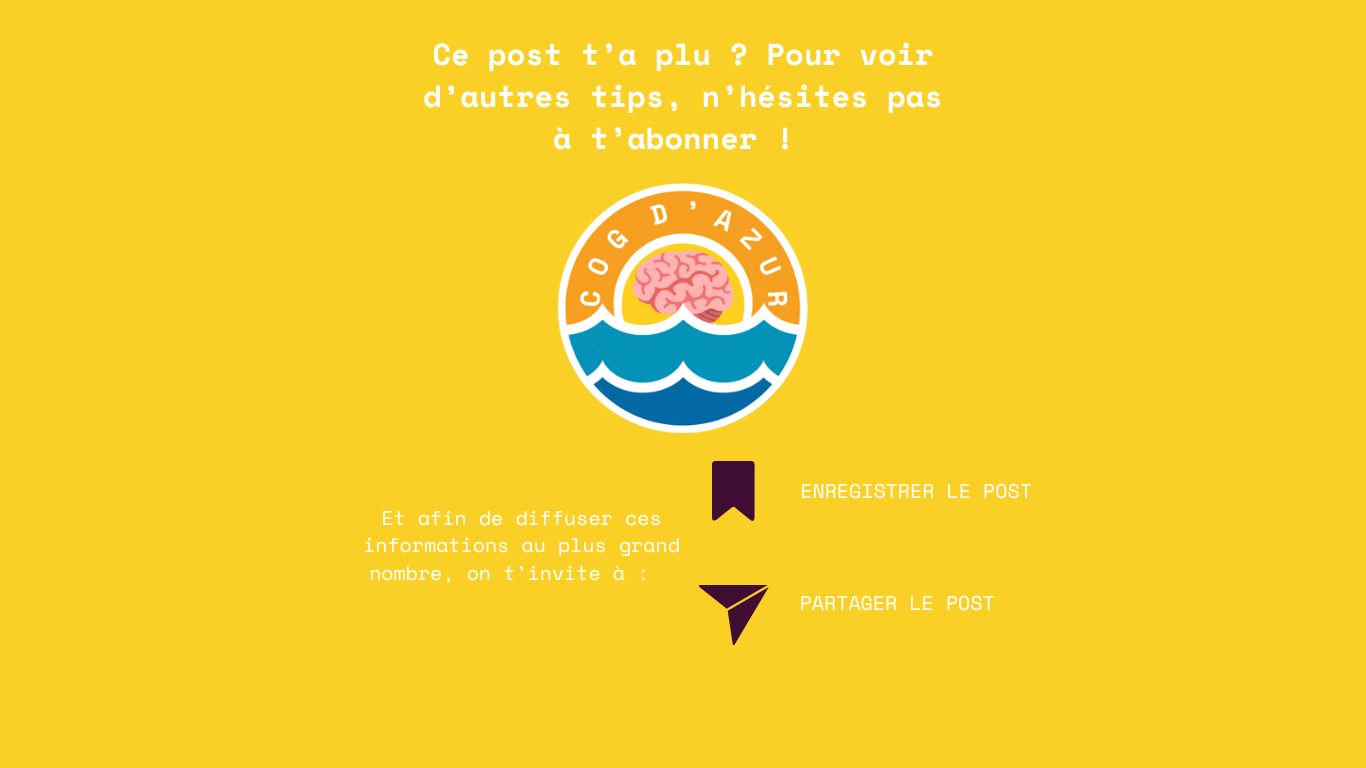 Ce post t’a plu ? Pour voir
d’autres tips, n’hésites pas
à t’abonner !
COG D’AZUR
Et afin de diffuser ces
informations au plus grand
nombre, on t’invite à :
ENREGISTRER LE POST
PARTAGER LE POST